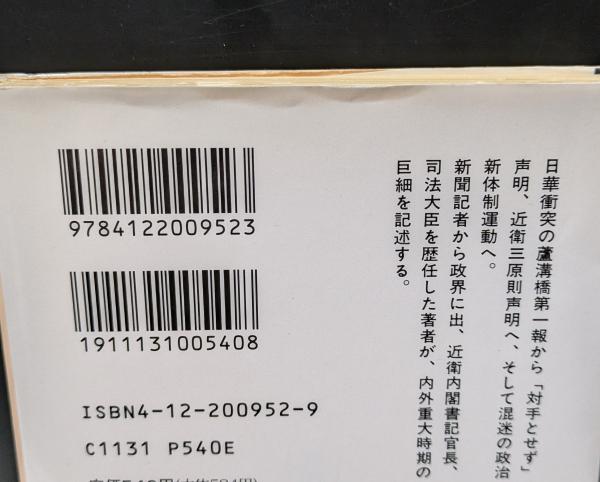 日華衝突の蘆溝橋第一報から「対手とせず」
声明、近衛三原則声明へ、そして混迷の政治
新体制運動へ。
新聞記者から政界に出、近衛内閣書記官長、
司法大臣を歴任した著者が、内外重大時期の
巨細を記述する。
9784122009523
1911131005408
ISBN4-12-200952-9
C1131 P540E